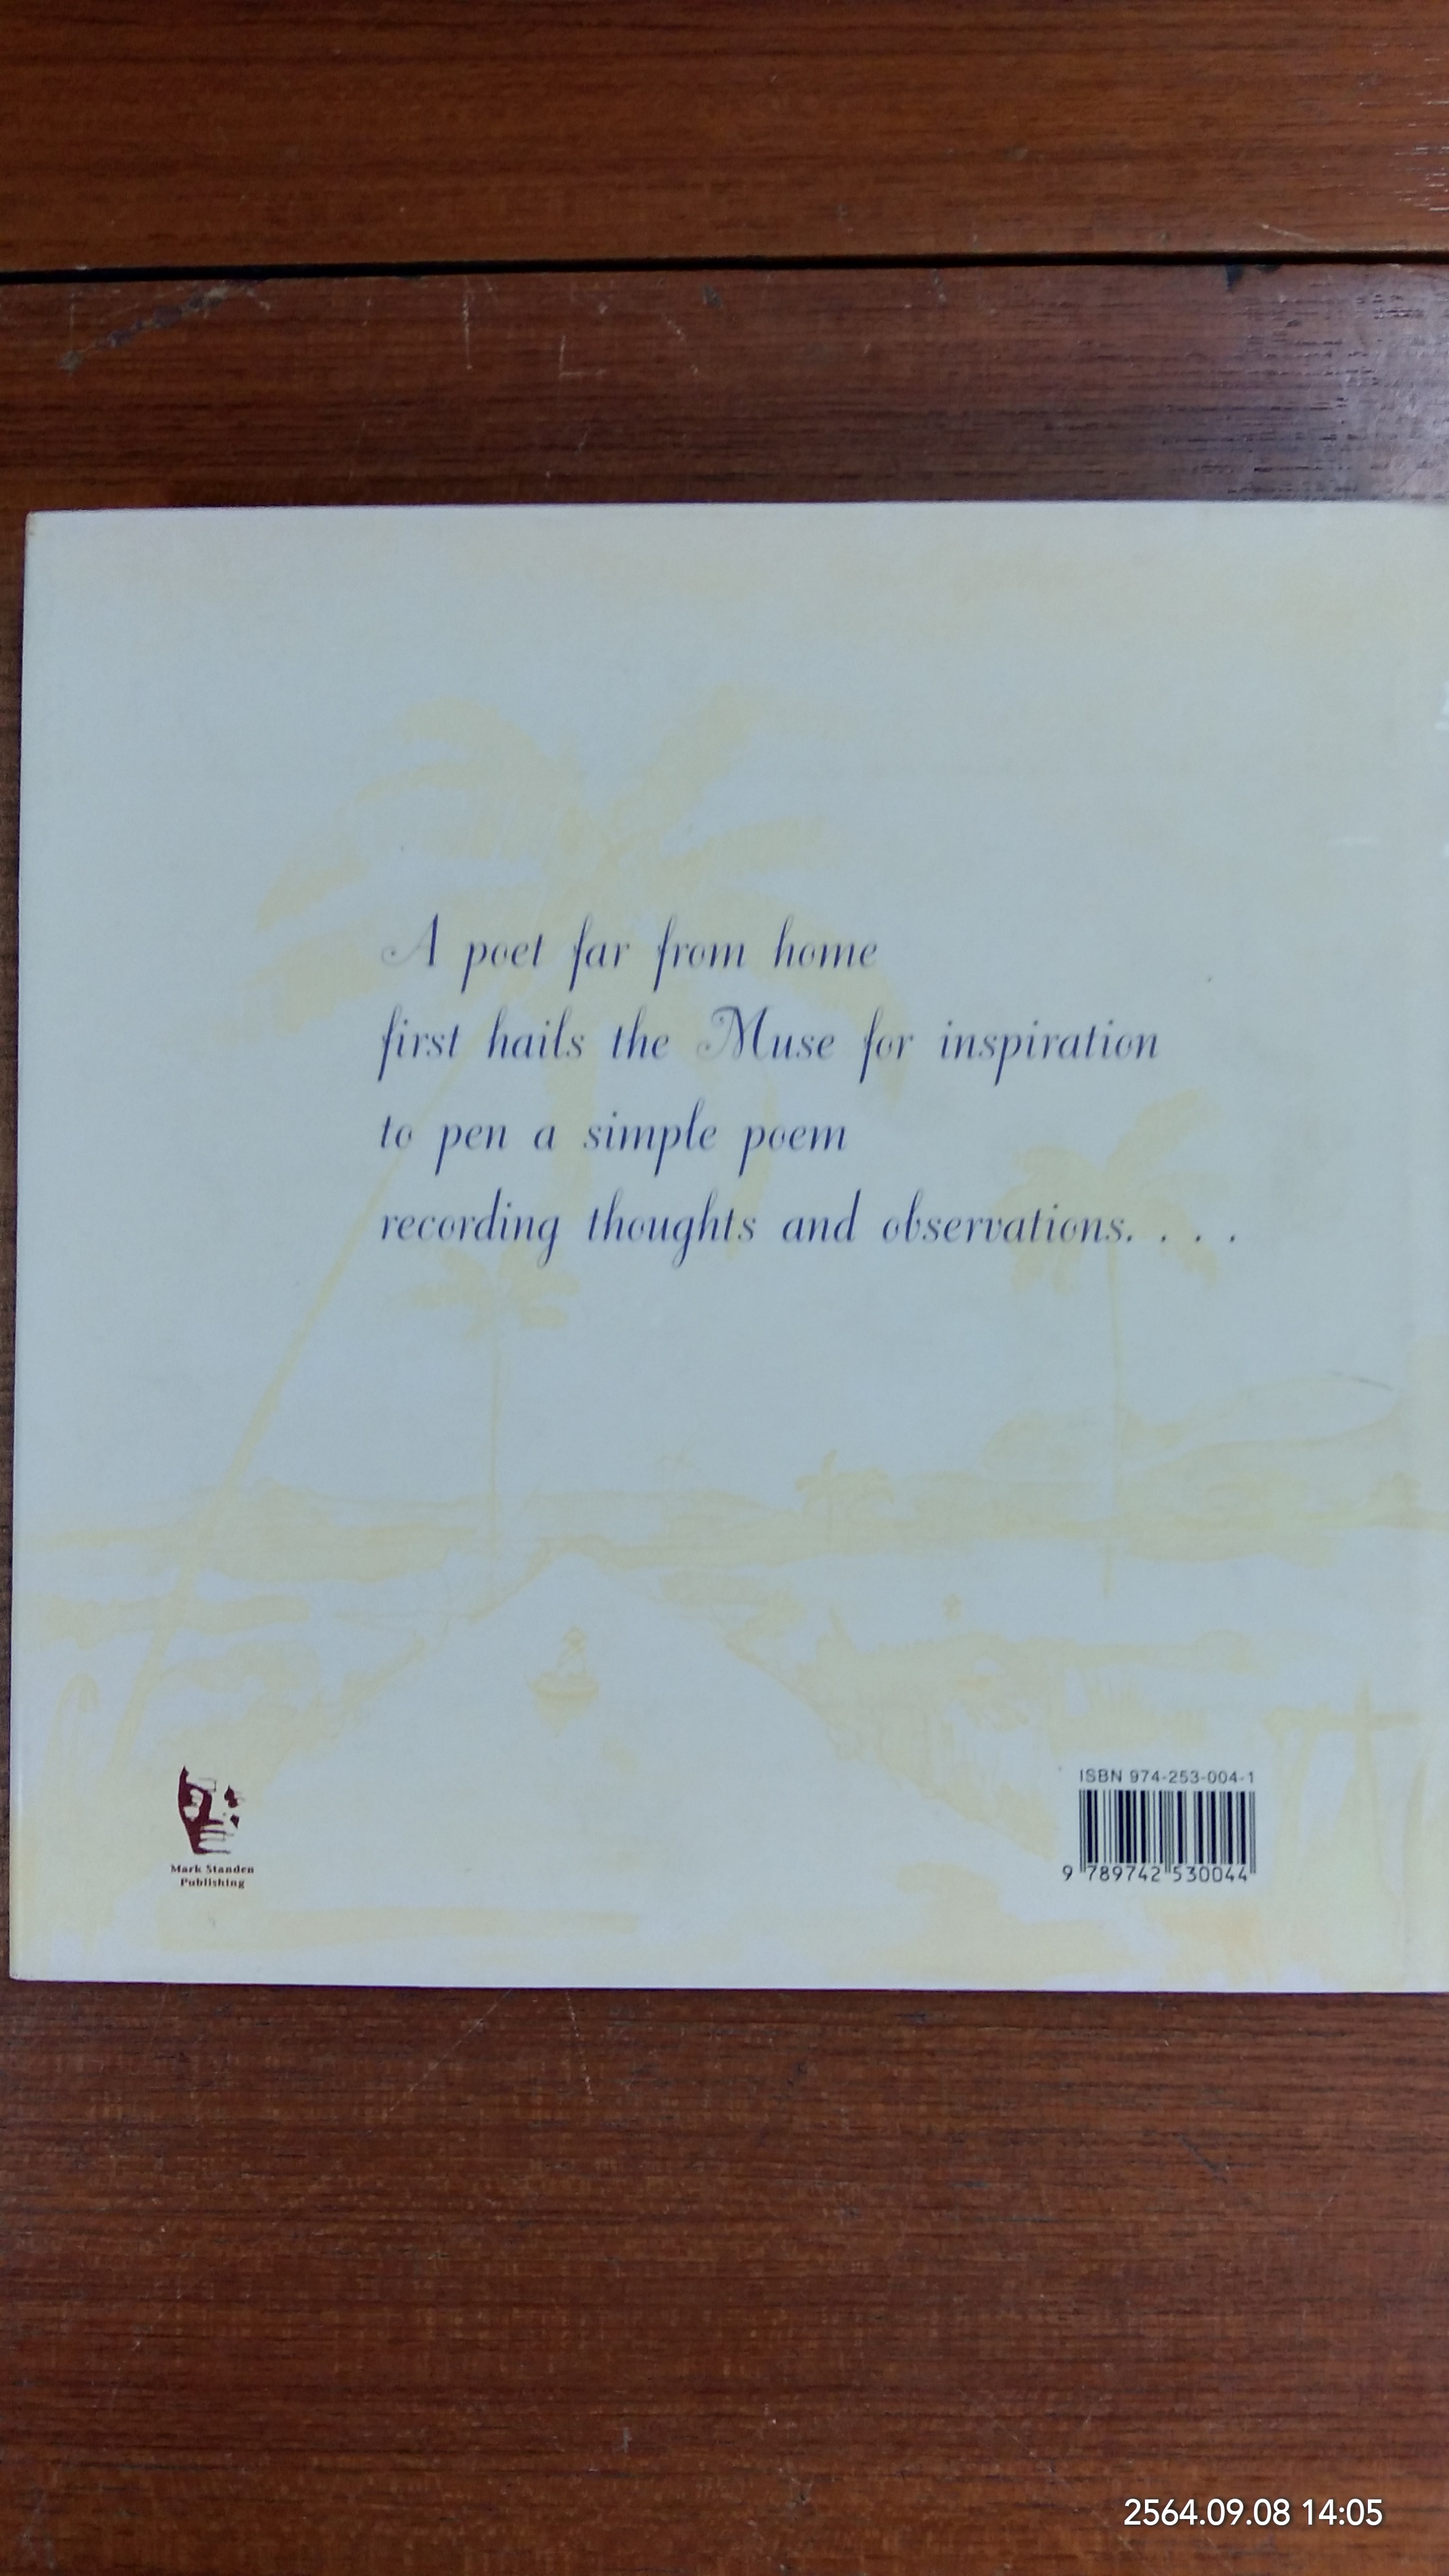 A poet far from home
first hails the Muse for inspiration
to pen a simple poem
recording thoughts and observations. . . .
Mark Standen
Publishing
ISBN 974-253-004-1
9 789742 530044
2564.09.08 14:05